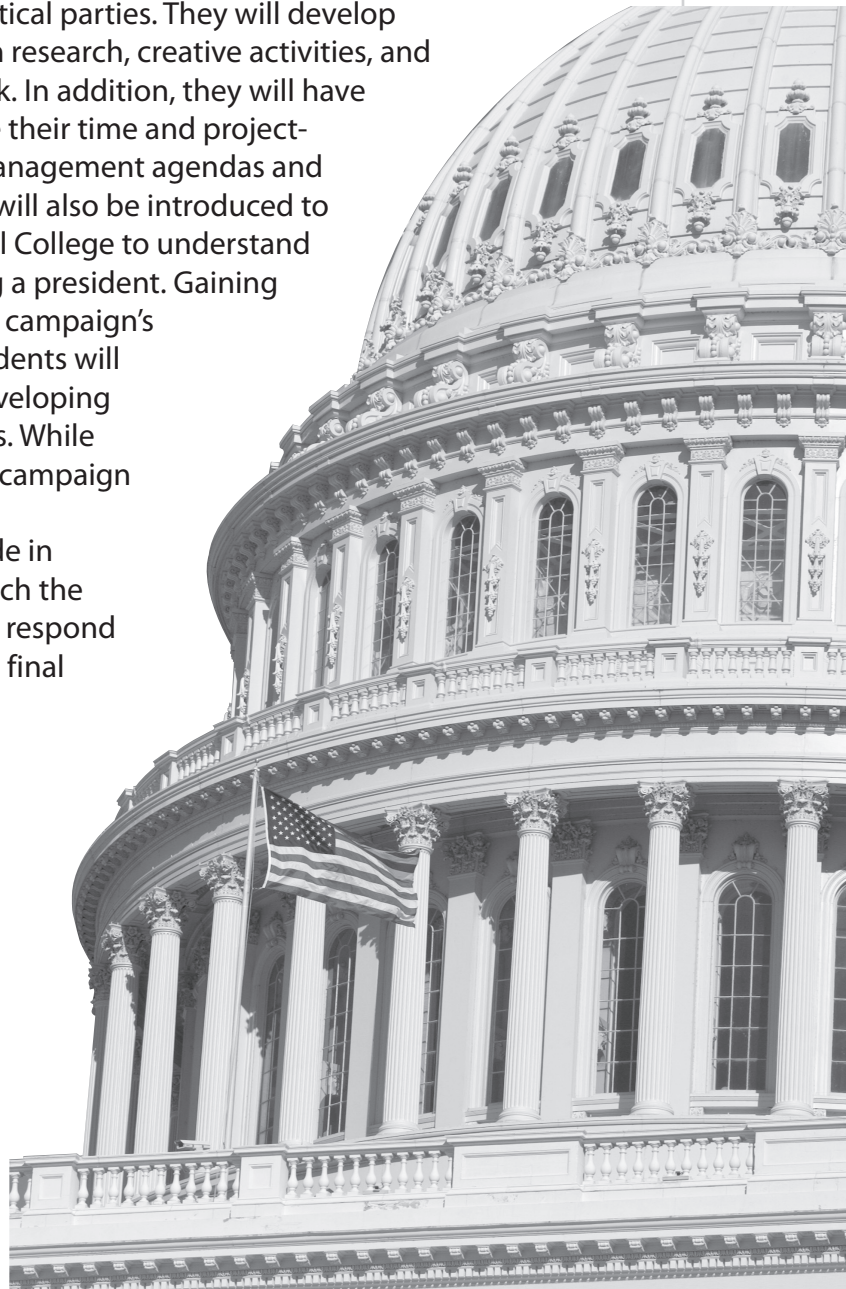 tical parties. They will develop
research, creative activities, and
In addition, they will have
their time and project-
anagement agendas and
will also be introduced to
l College to understand
g a president. Gaining
campaign's
dents will
veloping
s. While
campaign
de in
ch the
respond
final